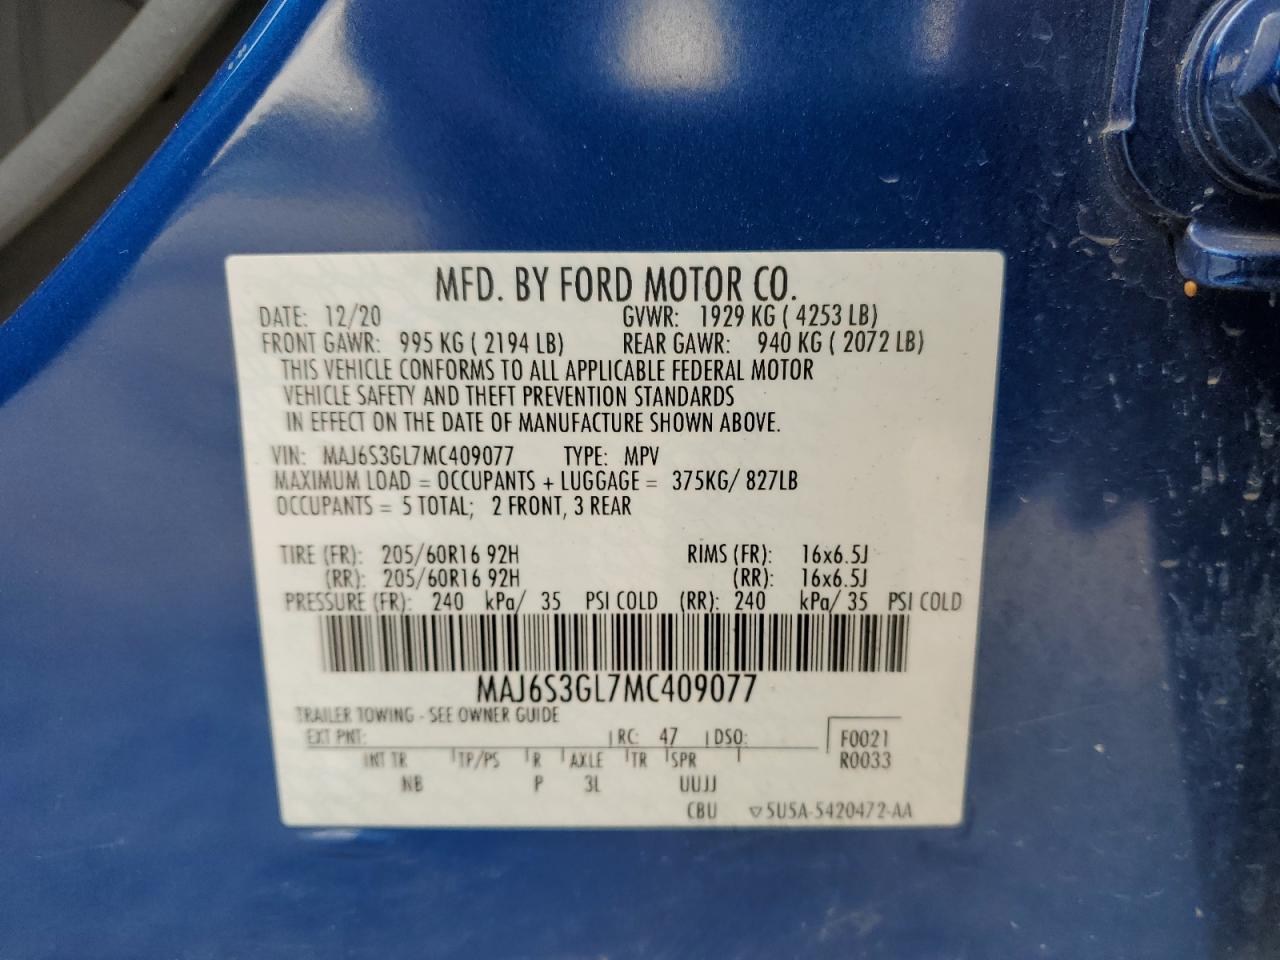 MFD. BY FORD MOTOR CO.
DATE: 12/20 GVWR: 1929 KG ( 4253 LB)
FRONT GAWR: 995 KG ( 2194 LB) REAR GAWR: 940 KG ( 2072 LB)
THIS VEHICLE CONFORMS TO ALL APPLICABLE FEDERAL MOTOR
VEHICLE SAFETY AND THEFT PREVENTION STANDARDS
IN EFFECT ON THE DATE OF MANUFACTURE SHOWN ABOVE.
VIN: MAJ6S3GL7MC409077 TYPE: MPV
MAXIMUM LOAD = OCCUPANTS + LUGGAGE = 375KG/ 827LB
OCCUPANTS = 5 TOTAL; 2 FRONT, 3 REAR
TIRE (FR): 205/60R16 92H RIMS (FR): 16x6.5J
(RR): 205/60R16 92H (RR): 16x6.5J
PRESSURE (FR): 240 kPa/ 35 PSI COLD (RR): 240 kPa/ 35 PSI COLD
MAJ6S3GL7MC409077
TRAILER TOWING - SEE OWNER GUIDE
EXT PNT: RC: 47 DSO: F0021
INT TR TP/PS R AXLE TR SPR R0033
NB P 3L UUJJ
CBU ▽5U5A-5420472-AA